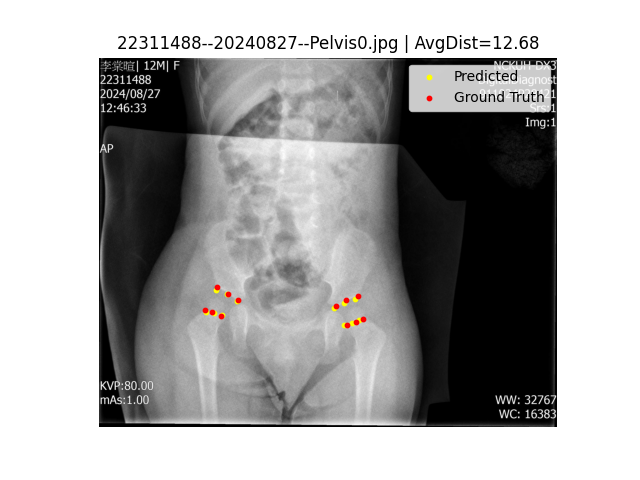 22311488--20240827--Pelvis0.jpg | AvgDist=12.68
李棠暄| 12M| F
22311488
2024/08/27
12:46:33
AP
NCKUH DX3
Predicted
Ground Truth
Srs:1
Img:1
KVP:80.00
mAs:1.00
WW: 32767
WC: 16383